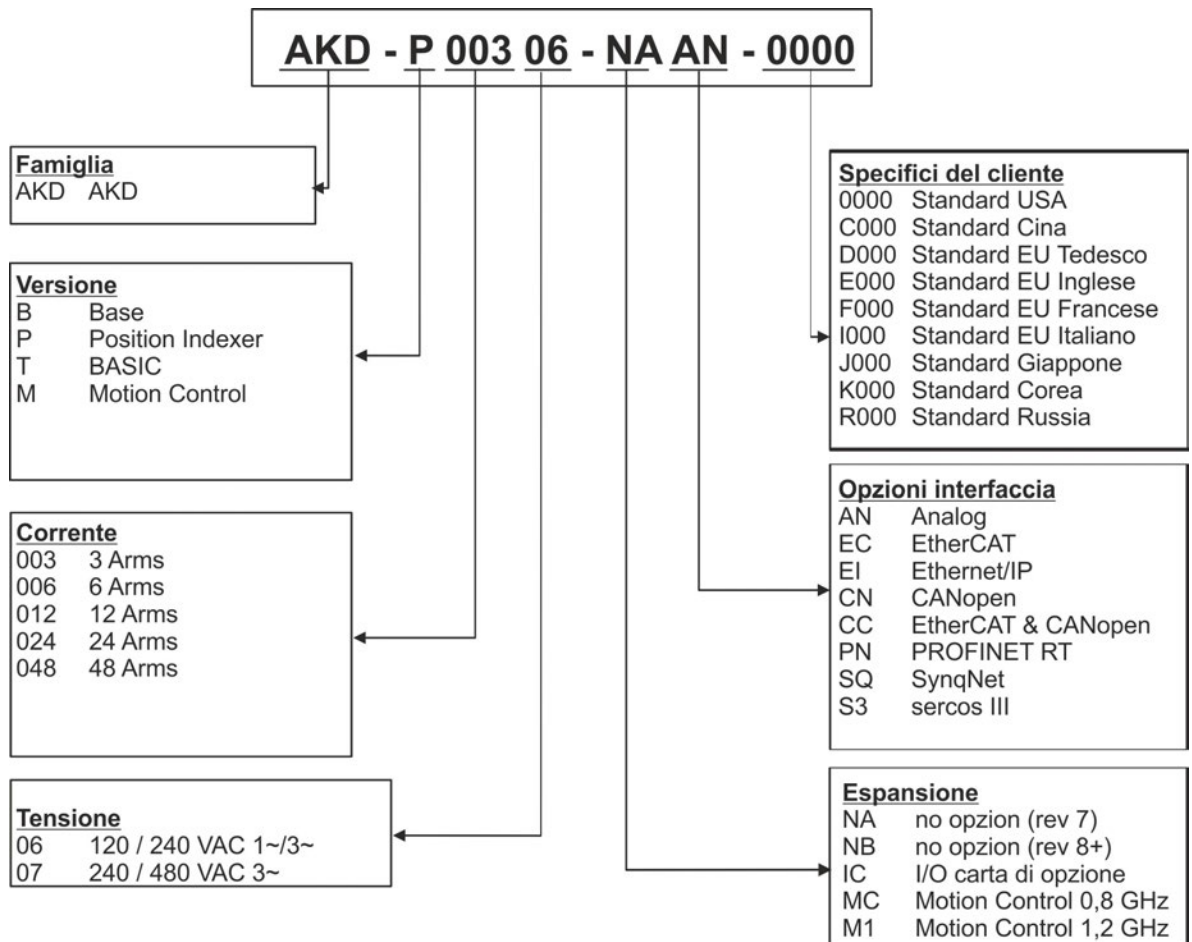 AKD - P 003 06 - NA AN - 0000
Famiglia
AKD AKD
Versione
B Base
P Position Indexer
T BASIC
M Motion Control
Corrente
003 3 Arms
006 6 Arms
012 12 Arms
024 24 Arms
048 48 Arms
Tensione
06 120 / 240 VAC 1~/3~
07 240 / 480 VAC 3~
Specifici del cliente
0000 Standard USA
C000 Standard Cina
D000 Standard EU Tedesco
E000 Standard EU Inglese
F000 Standard EU Francese
I000 Standard EU Italiano
J000 Standard Giappone
K000 Standard Corea
R000 Standard Russia
Opzioni interfaccia
AN Analog
EC EtherCAT
EI Ethernet/IP
CN CANopen
CC EtherCAT & CANopen
PN PROFINET RT
SQ SynqNet
S3 sercos III
Espansione
NA no opzion (rev 7)
NB no opzion (rev 8+)
IC I/O carta di opzione
MC Motion Control 0,8 GHz
M1 Motion Control 1,2 GHz